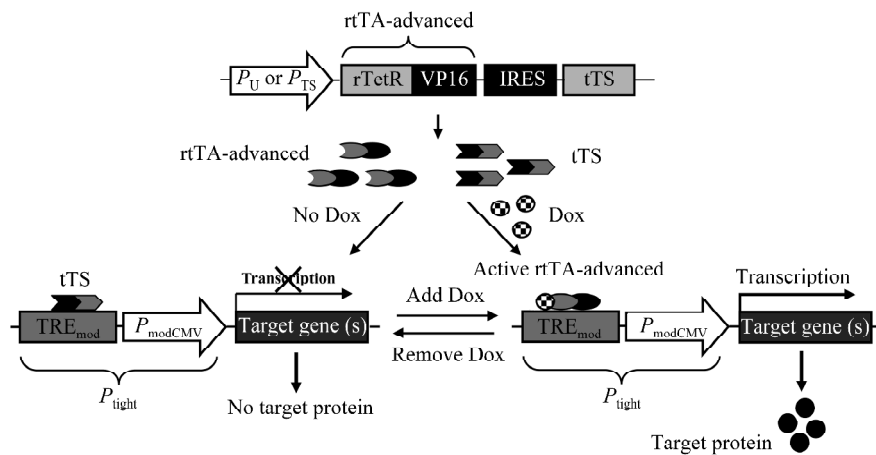 rtTA-advanced
P_U or P_TS rTetR VP16 IRES tTS
rtTA-advanced tTS
No Dox Dox
tTS Transcription Active rtTA-advanced Transcription
Add Dox
TRE_mod P_modCMV Target gene (s) TRE_mod P_modCMV Target gene (s)
Remove Dox
P_tight No target protein P_tight
Target protein